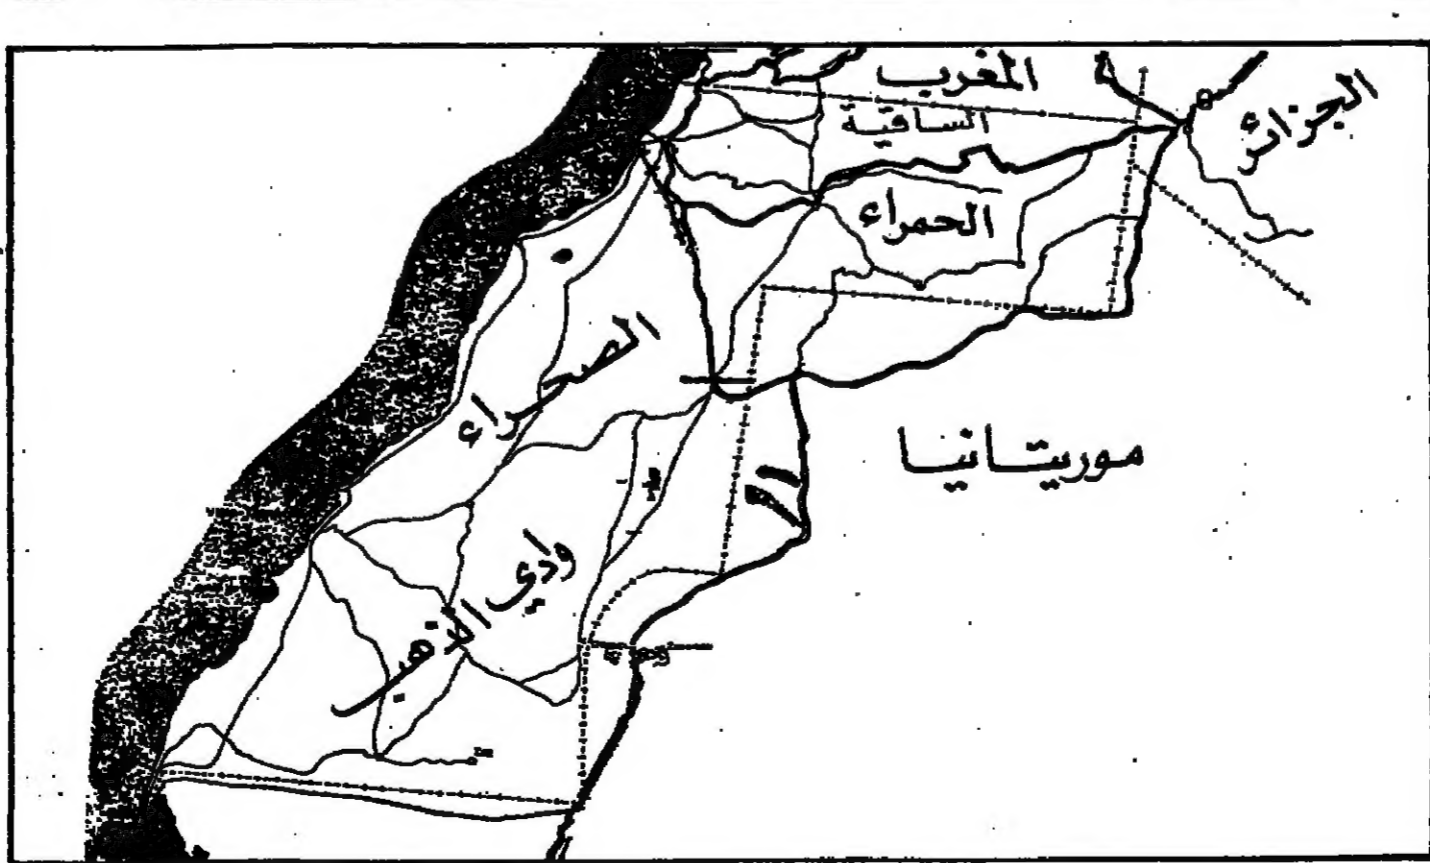 المغرب
الجزائر
الساقية
الحمراء
الصحراء
موريتانيا
وادي الذهب